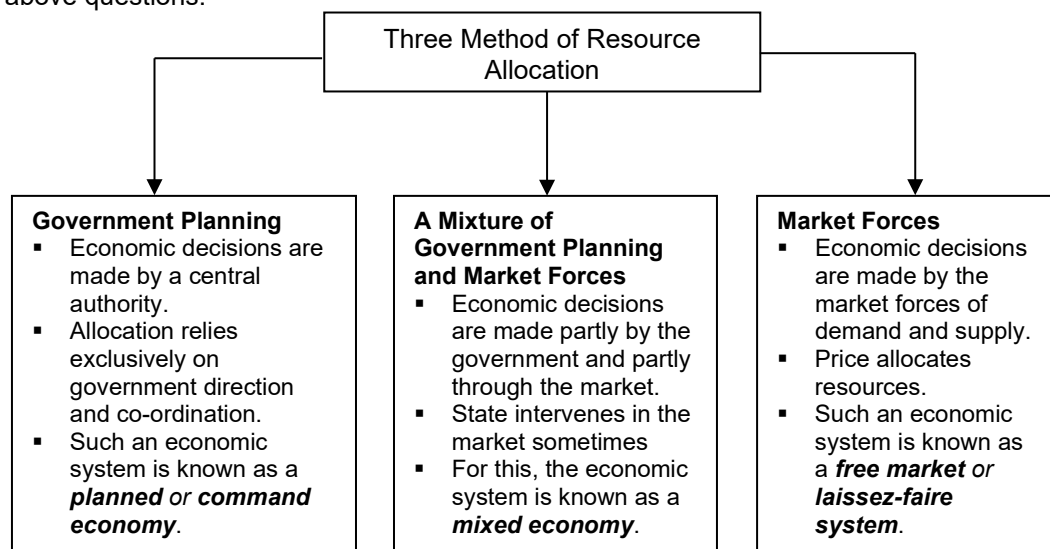 above questions.
Three Method of Resource
Allocation
Government Planning
▪ Economic decisions are
made by a central
authority.
▪ Allocation relies
exclusively on
government direction
and co-ordination.
▪ Such an economic
system is known as a
planned or command
economy.
A Mixture of
Government Planning
and Market Forces
▪ Economic decisions
are made partly by the
government and partly
through the market.
▪ State intervenes in the
market sometimes
▪ For this, the economic
system is known as a
mixed economy.
Market Forces
▪ Economic decisions
are made by the
market forces of
demand and supply.
▪ Price allocates
resources.
▪ Such an economic
system is known as
a free market or
laissez-faire
system.